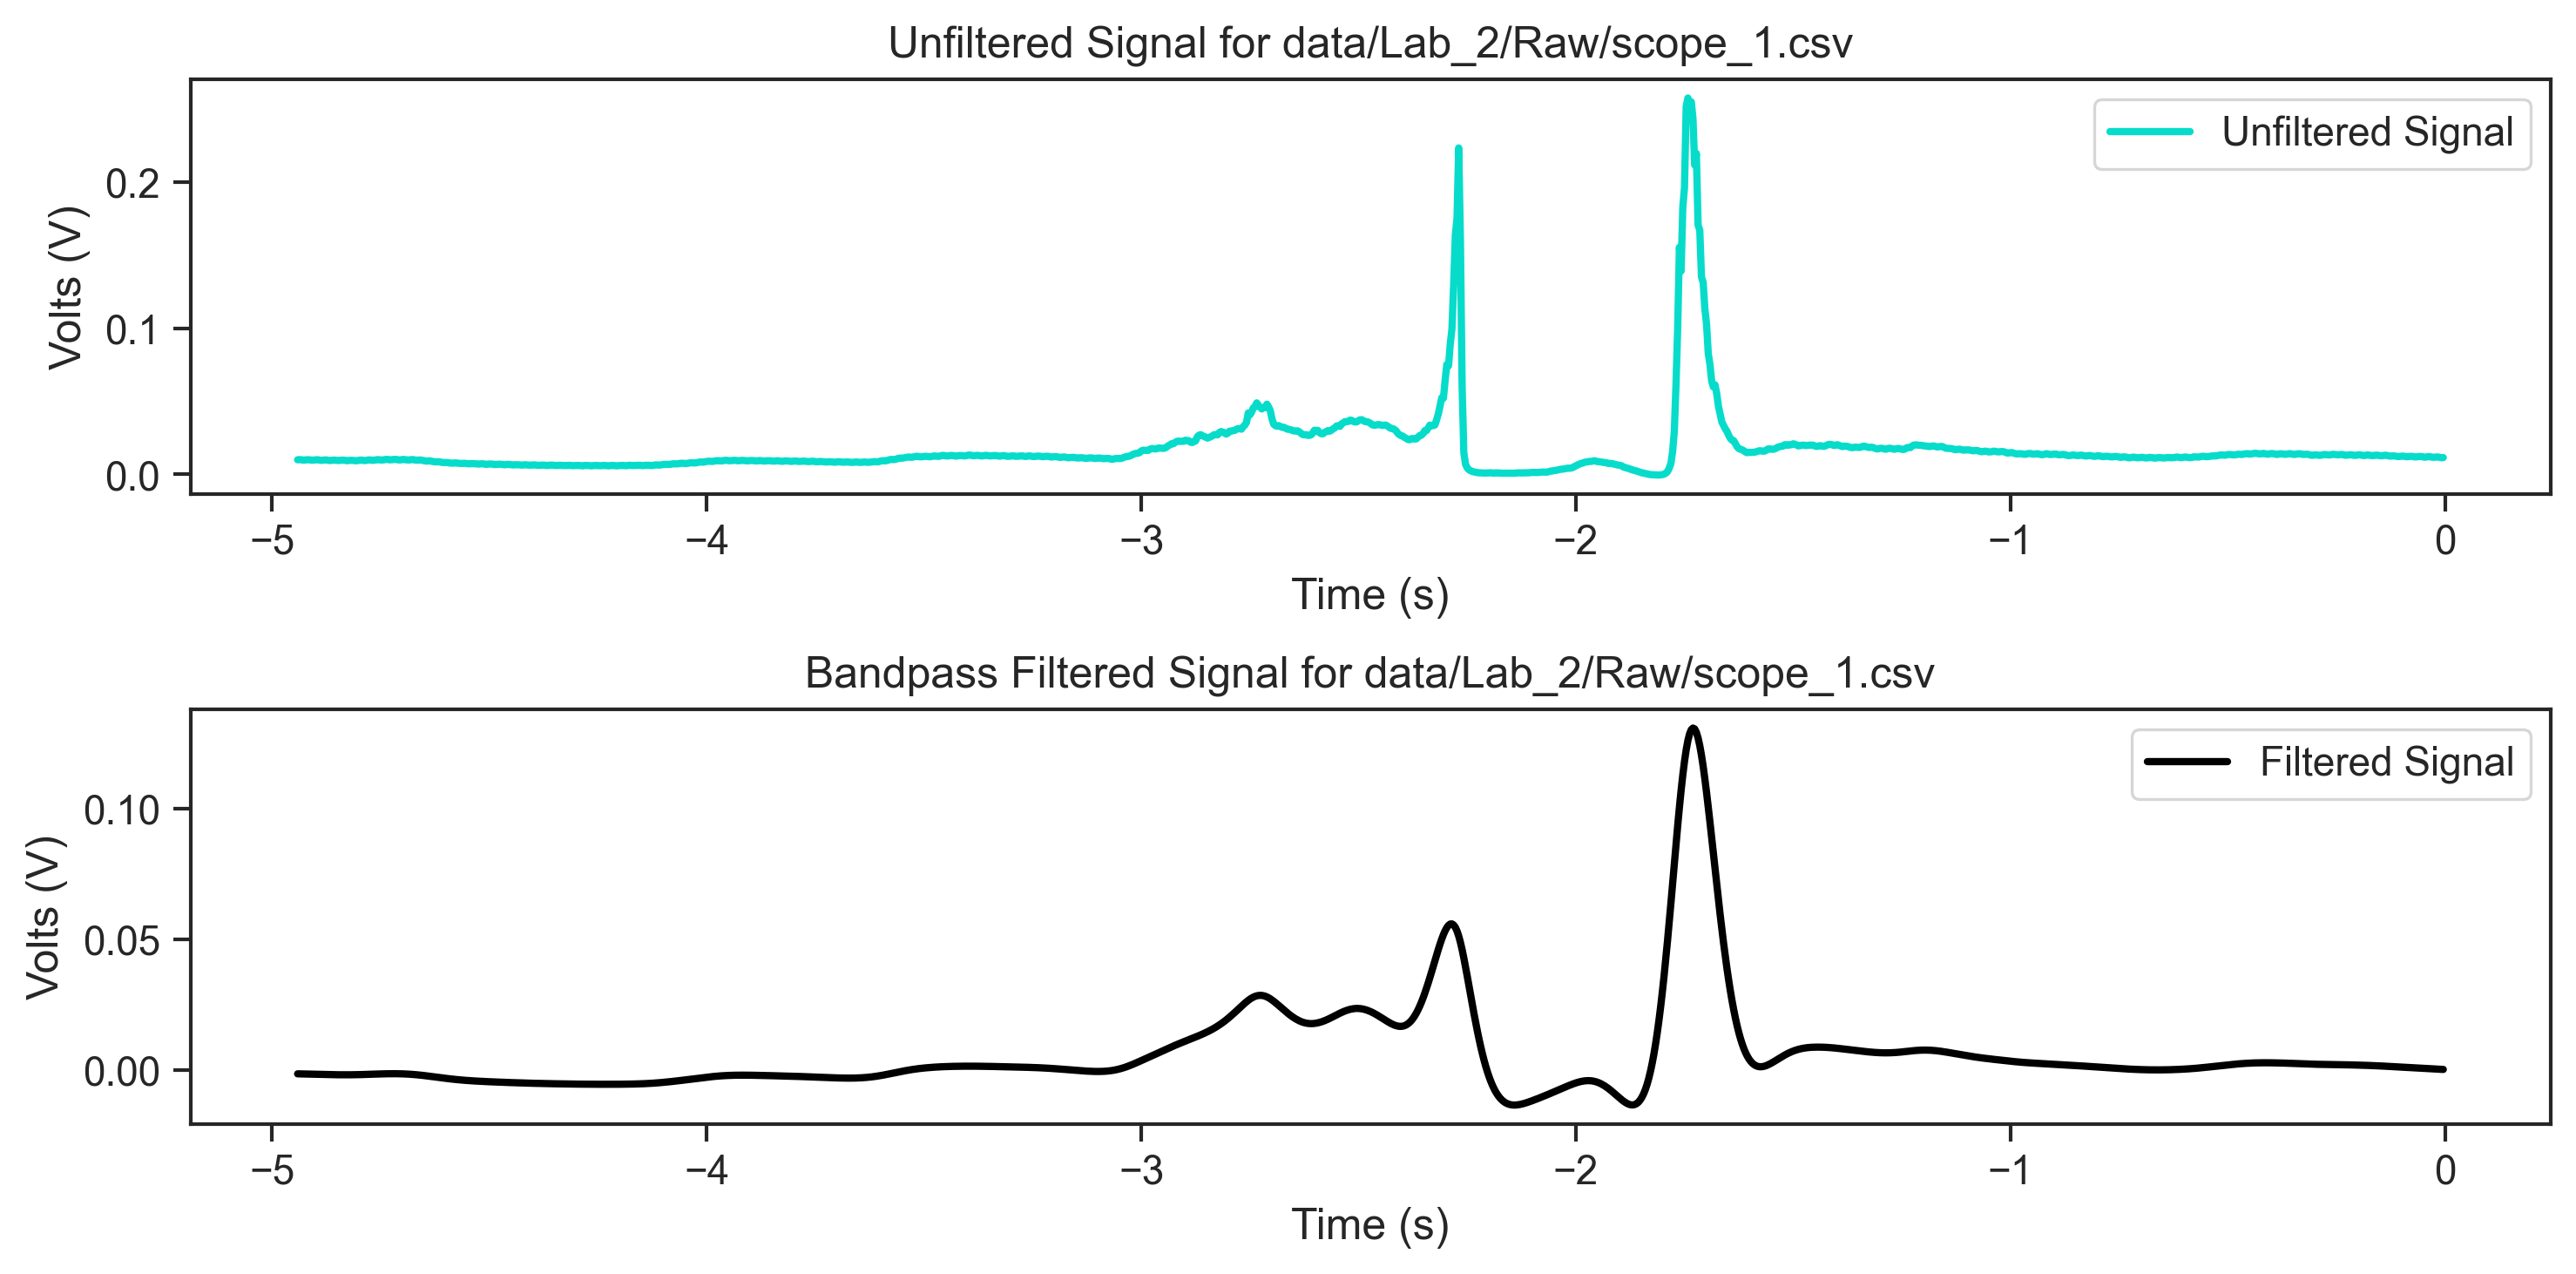 Unfiltered Signal for data/Lab_2/Raw/scope_1.csv
Unfiltered Signal
Volts (V)
0.2
0.1
0.0
−5 −4 −3 −2 −1 0
Time (s)
Bandpass Filtered Signal for data/Lab_2/Raw/scope_1.csv
Filtered Signal
Volts (V)
0.10
0.05
0.00
−5 −4 −3 −2 −1 0
Time (s)